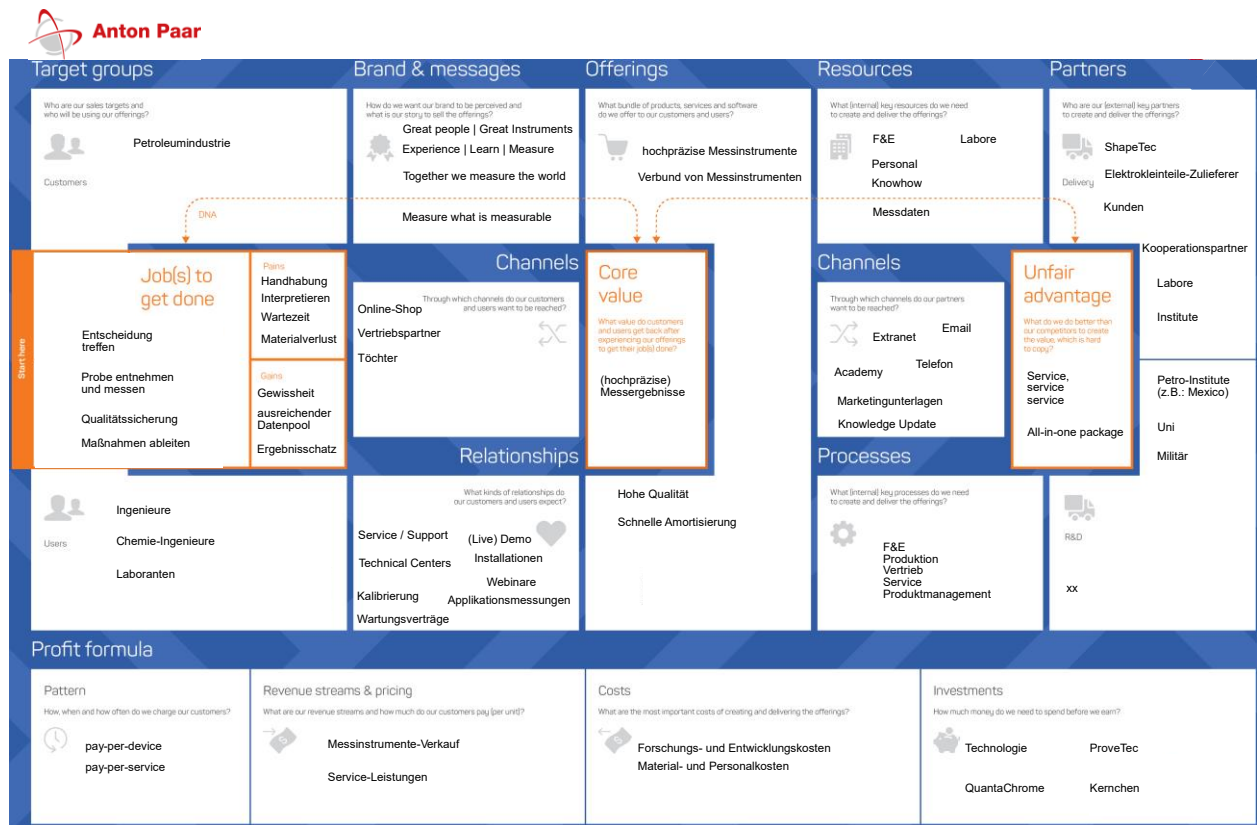 Anton Paar
Target groups
Who are our sales targets and
who will be using our offerings?
Petroleumindustrie
Customers
Brand & messages
How do we want our brand to be perceived and
what is our story to sell the offerings?
Great people | Great Instruments
Experience | Learn | Measure
Together we measure the world
Measure what is measurable
Offerings
What bundle of products, services and software
do we offer to our customers and users?
hochpräzise Messinstrumente
Verbund von Messinstrumenten
Resources
What (internal) key resources do we need
to create and deliver the offerings?
F&E
Labore
Personal
Knowhow
Messdaten
Partners
Who are our (external) key partners
to create and deliver the offerings?
ShapeTec
Elektrokleinteile-Zulieferer
Delivery
Kunden
Kooperationspartner
Labore
Institute
DNA
Start here
Job(s) to
get done
Entscheidung
treffen
Probe entnehmen
und messen
Qualitätssicherung
Maßnahmen ableiten
Pains
Handhabung
Interpretieren
Wartezeit
Materialverlust
Gains
Gewissheit
ausreichender
Datenpool
Ergebnisschatz
Channels
Through which channels do our customers
and users want to be reached?
Online-Shop
Vertriebspartner
Töchter
Core
value
What value do customers
and users get back after
experiencing our offerings
to get their job(s) done?
(hochpräzise)
Messergebnisse
Channels
Through which channels do our partners
want to be reached?
Email
Extranet
Telefon
Academy
Marketingunterlagen
Knowledge Update
Unfair
advantage
What do we do better than
our competitors to create
the value, which is hard
to copy?
Service,
service
service
All-in-one package
Petro-Institute
(z.B.: Mexico)
Uni
Militär
R&D
xx
Users
Ingenieure
Chemie-Ingenieure
Laboranten
Relationships
What kinds of relationships do
our customers and users expect?
Service / Support
(Live) Demo
Technical Centers
Installationen
Webinare
Kalibrierung
Applikationsmessungen
Wartungsverträge
Hohe Qualität
Schnelle Amortisierung
Processes
What (internal) key processes do we need
to create and deliver the offerings?
F&E
Produktion
Vertrieb
Service
Produktmanagement
Profit formula
Pattern
How, when and how often do we charge our customers?
pay-per-device
pay-per-service
Revenue streams & pricing
What are our revenue streams and how much do our customers pay (per unit)?
Messinstrumente-Verkauf
Service-Leistungen
Costs
What are the most important costs of creating and delivering the offerings?
Forschungs- und Entwicklungskosten
Material- und Personalkosten
Investments
How much money do we need to spend before we earn?
Technologie
ProveTec
QuantaChrome
Kernchen